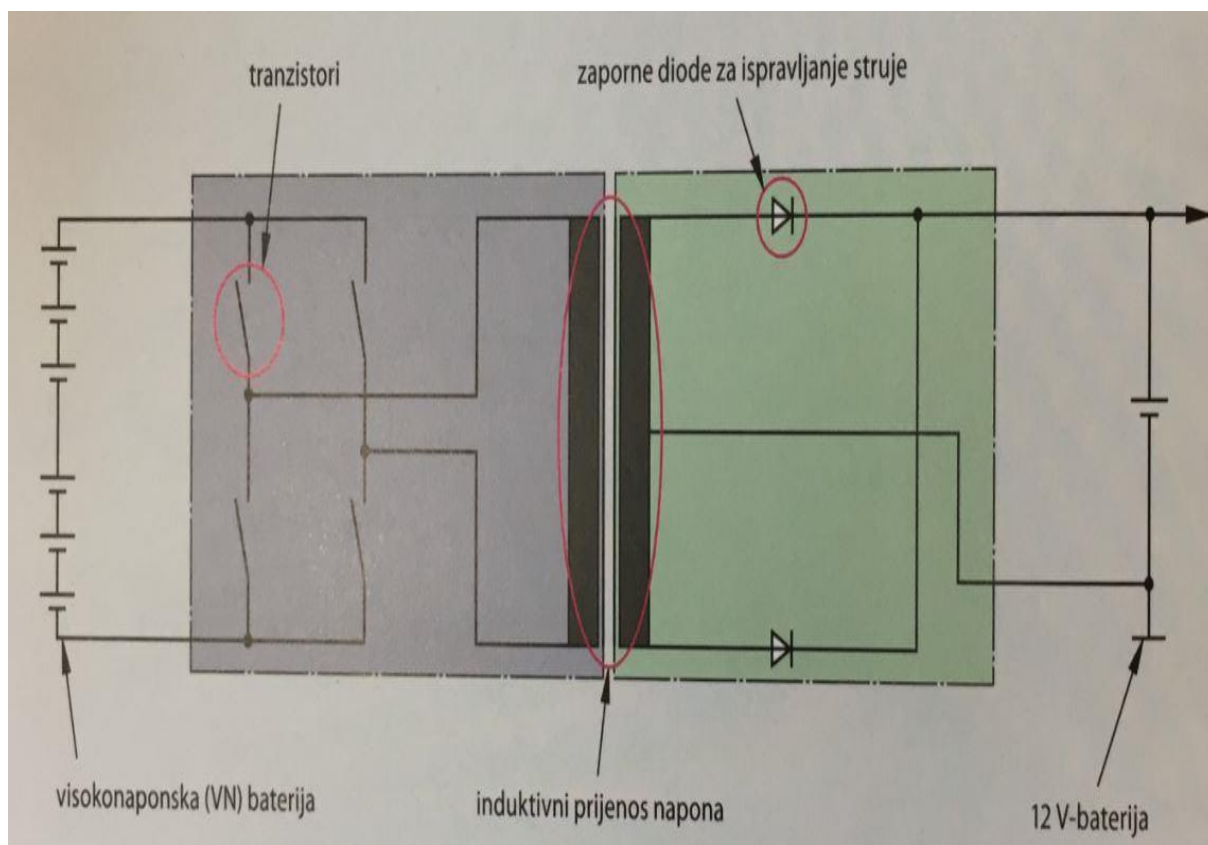 tranzistori
zaporne diode za ispravljanje struje
visokonaponska (VN) baterija
induktivni prijenos napona
12 V-baterija